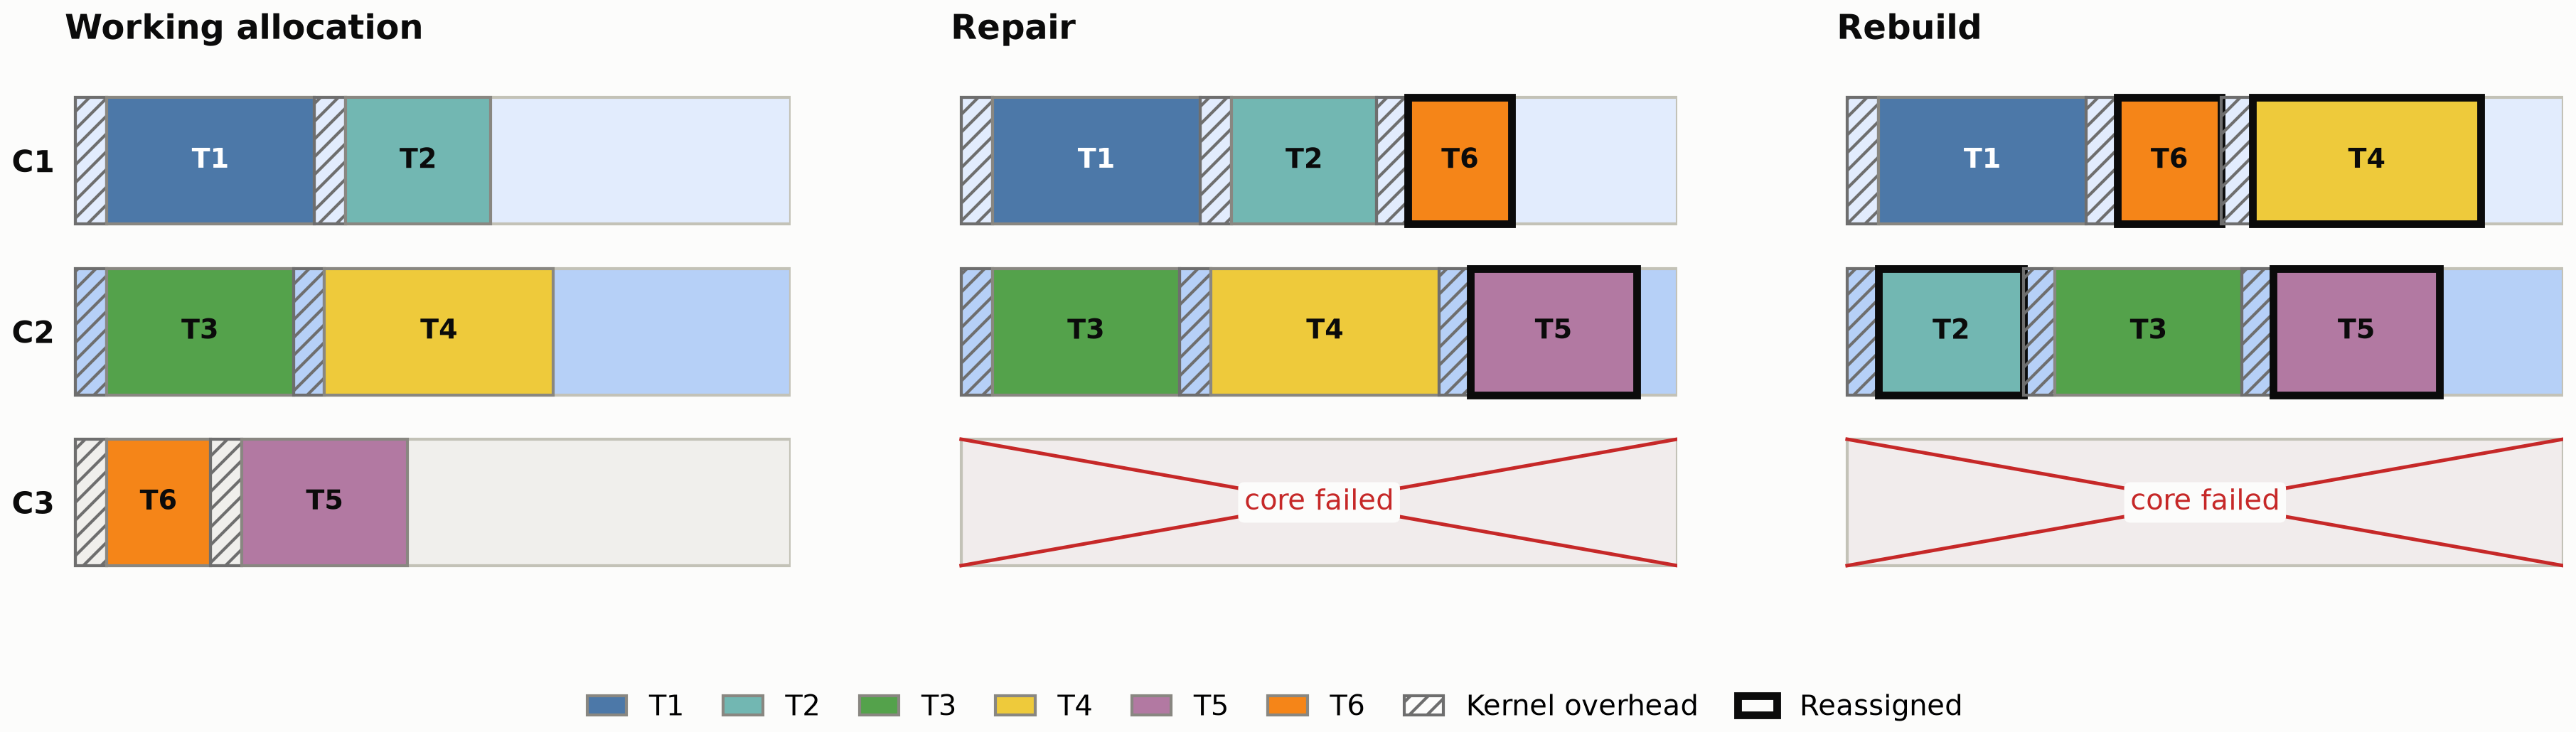 Working allocation
Repair
Rebuild
C1
T1
T2
T1
T2
T6
T1
T6
T4
C2
T3
T4
T3
T4
T5
T2
T3
T5
C3
T6
T5
core failed
core failed
T1
T2
T3
T4
T5
T6
Kernel overhead
Reassigned